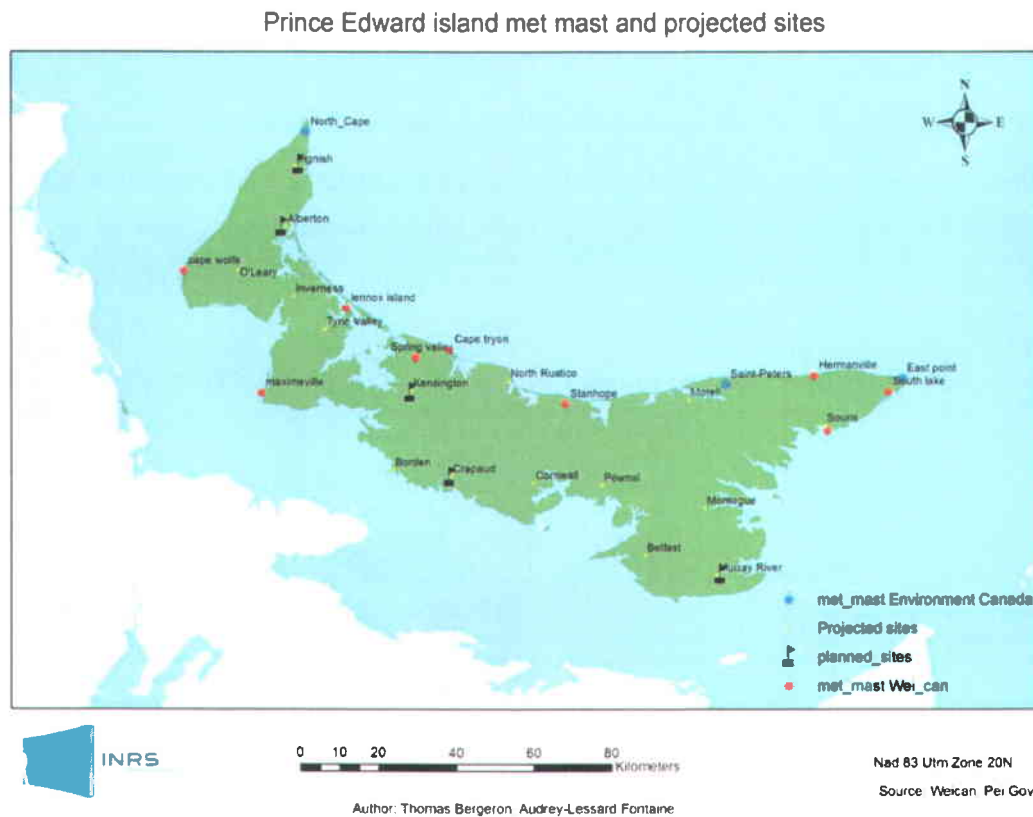 Prince Edward island met mast and projected sites
N
W E
S
North_Cape
Tignish
Alberton
cape wolfe
O'Leary
Inverness
lennox island
Tyne Valley
Cape tryon
Spring valley
North Rustico
Kensington
maximeville
Stanhope
Saint-Peters
Morell
Hermanville
East point
South lake
Souris
Borden
Crapaud
Cornwall
Pownal
Montague
Belfast
Murray River
met_mast Environment Canada
Projected sites
planned_sites
met_mast Wei_can
INRS
0 10 20 40 60 80
Kilometers
Nad 83 Utm Zone 20N
Source Weican Pei Gov
Author: Thomas Bergeron Audrey-Lessard Fontaine